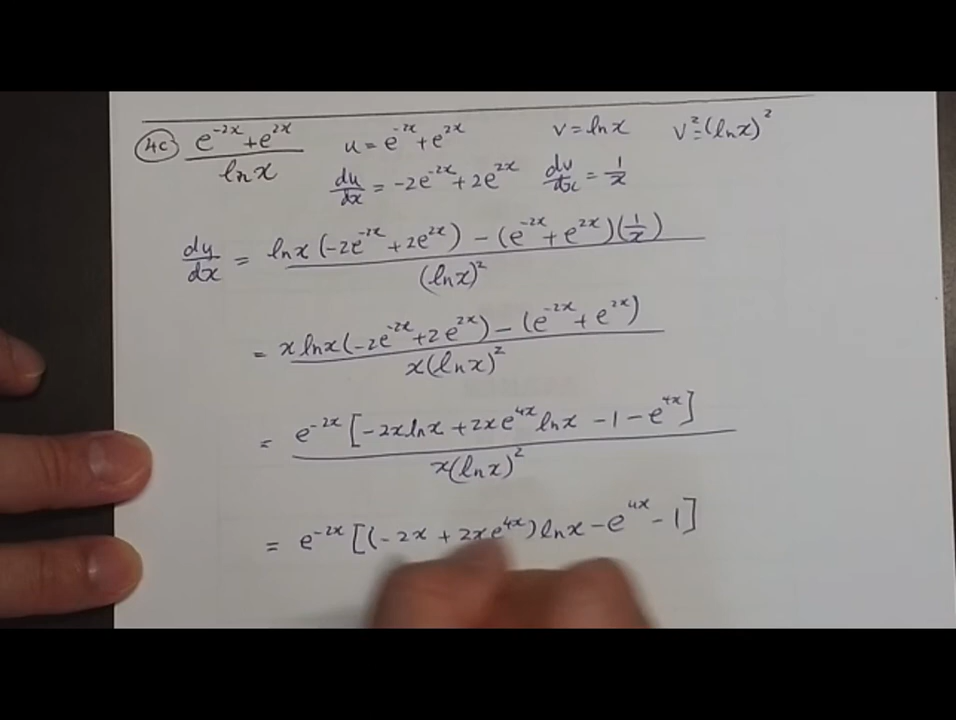 4c (e^{-2x} + e^{2x}) / ln x    u = e^{-2x} + e^{2x}    v = ln x    v² = (ln x)²
du/dx = -2e^{-2x} + 2e^{2x}    dv/dx = 1/x
dy/dx = [ln x (-2e^{-2x} + 2e^{2x}) - (e^{-2x} + e^{2x})(1/x)] / (ln x)²
= [x ln x (-2e^{-2x} + 2e^{2x}) - (e^{-2x} + e^{2x})] / x(ln x)²
= e^{-2x} [-2x ln x + 2x e^{4x} ln x - 1 - e^{4x}] / x(ln x)²
= e^{-2x} [(-2x + 2x e^{4x}) ln x - e^{4x} - 1]